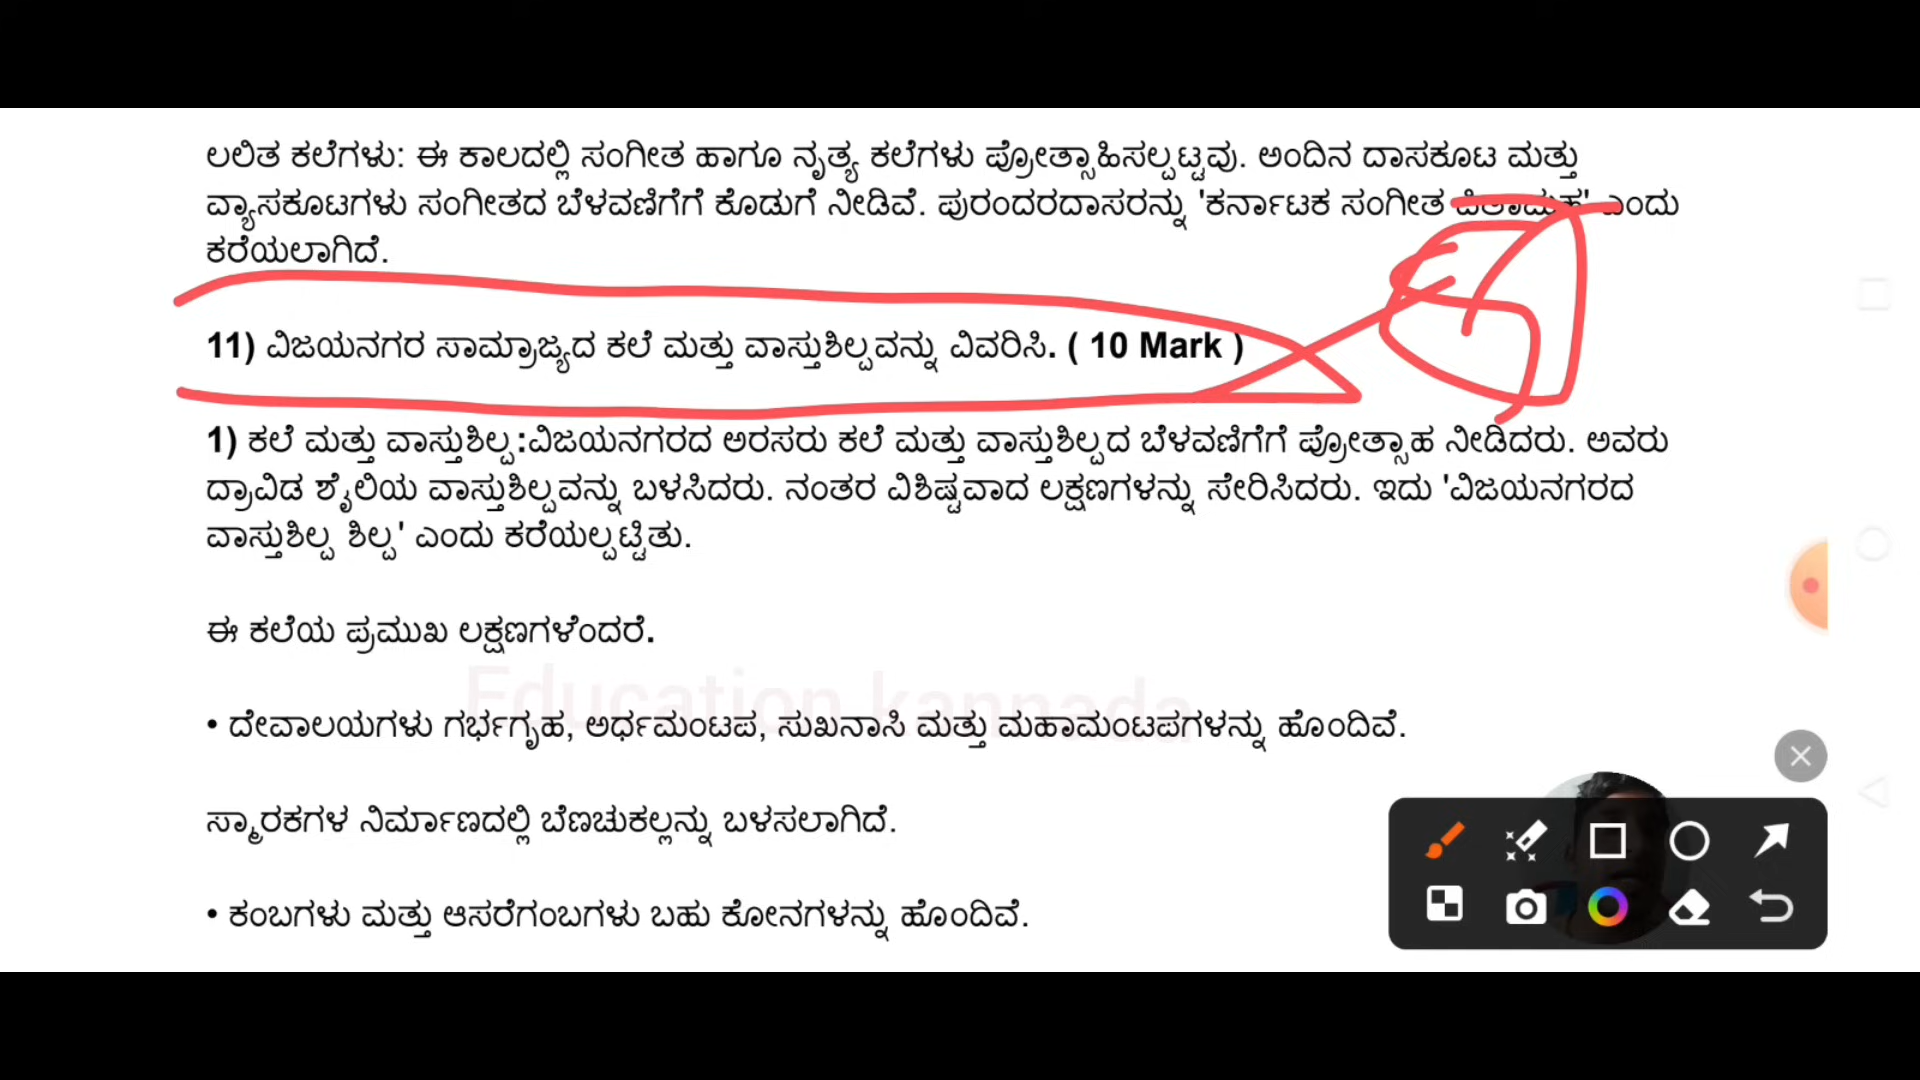 ಲಲಿತ ಕಲೆಗಳು: ಈ ಕಾಲದಲ್ಲಿ ಸಂಗೀತ ಹಾಗೂ ನೃತ್ಯ ಕಲೆಗಳು ಪ್ರೋತ್ಸಾಹಿಸಲ್ಪಟ್ಟವು. ಅಂದಿನ ದಾಸಕೂಟ ಮತ್ತು
ವ್ಯಾಸಕೂಟಗಳು ಸಂಗೀತದ ಬೆಳವಣಿಗೆಗೆ ಕೊಡುಗೆ ನೀಡಿವೆ. ಪುರಂದರದಾಸರನ್ನು 'ಕರ್ನಾಟಕ ಸಂಗೀತ ಪಿತಾಮಹ' ಎಂದು
ಕರೆಯಲಾಗಿದೆ.
11) ವಿಜಯನಗರ ಸಾಮ್ರಾಜ್ಯದ ಕಲೆ ಮತ್ತು ವಾಸ್ತುಶಿಲ್ಪವನ್ನು ವಿವರಿಸಿ. ( 10 Mark )
1) ಕಲೆ ಮತ್ತು ವಾಸ್ತುಶಿಲ್ಪ:ವಿಜಯನಗರದ ಅರಸರು ಕಲೆ ಮತ್ತು ವಾಸ್ತುಶಿಲ್ಪದ ಬೆಳವಣಿಗೆಗೆ ಪ್ರೋತ್ಸಾಹ ನೀಡಿದರು. ಅವರು
ದ್ರಾವಿಡ ಶೈಲಿಯ ವಾಸ್ತುಶಿಲ್ಪವನ್ನು ಬಳಸಿದರು. ನಂತರ ವಿಶಿಷ್ಟವಾದ ಲಕ್ಷಣಗಳನ್ನು ಸೇರಿಸಿದರು. ಇದು 'ವಿಜಯನಗರದ
ವಾಸ್ತುಶಿಲ್ಪ ಶಿಲ್ಪ' ಎಂದು ಕರೆಯಲ್ಪಟ್ಟಿತು.
ಈ ಕಲೆಯ ಪ್ರಮುಖ ಲಕ್ಷಣಗಳೆಂದರೆ.
Education kannada
• ದೇವಾಲಯಗಳು ಗರ್ಭಗೃಹ, ಅರ್ಧಮಂಟಪ, ಸುಖನಾಸಿ ಮತ್ತು ಮಹಾಮಂಟಪಗಳನ್ನು ಹೊಂದಿವೆ.
ಸ್ಮಾರಕಗಳ ನಿರ್ಮಾಣದಲ್ಲಿ ಬೆಣಚುಕಲ್ಲನ್ನು ಬಳಸಲಾಗಿದೆ.
• ಕಂಬಗಳು ಮತ್ತು ಆಸರೆಗಂಬಗಳು ಬಹು ಕೋನಗಳನ್ನು ಹೊಂದಿವೆ.